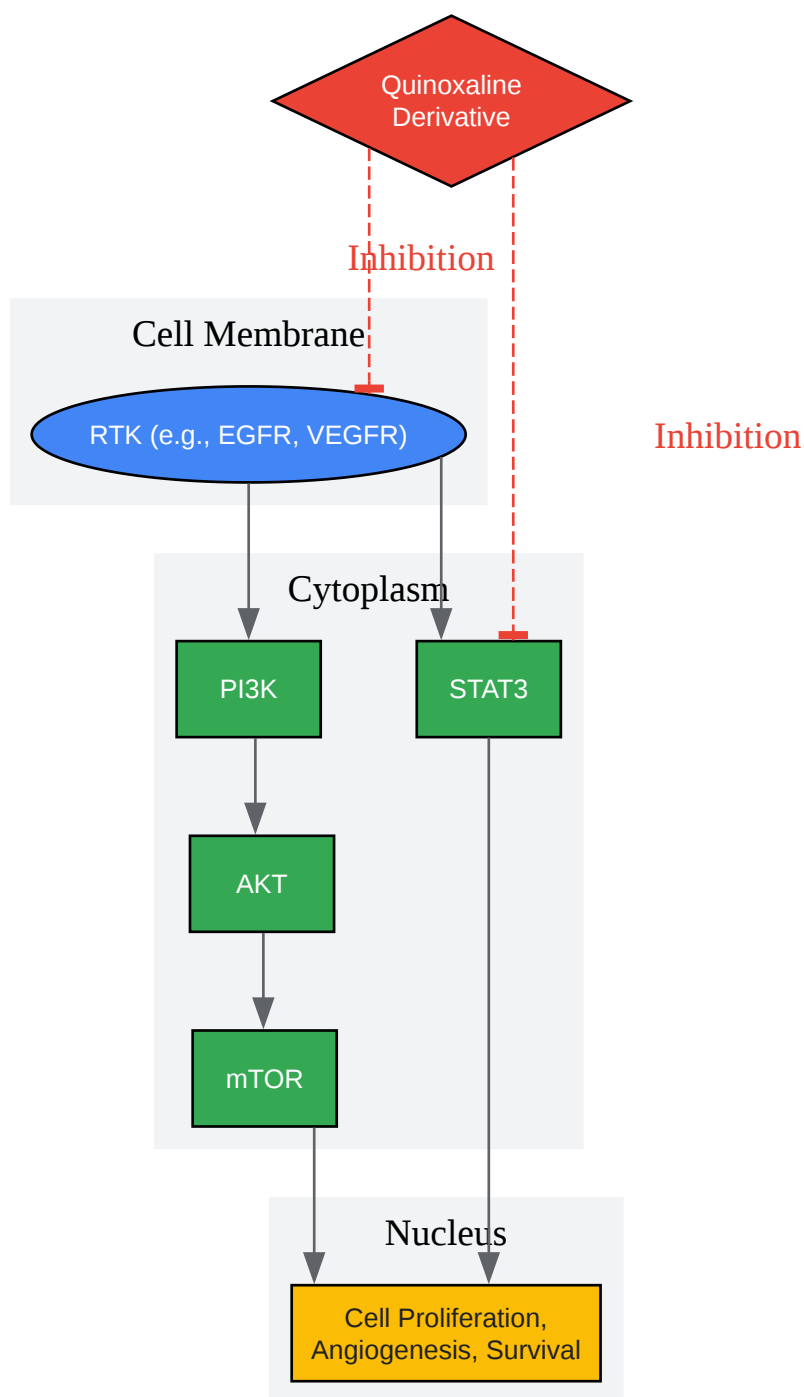 Quinoxaline
Derivative
Inhibition
Cell Membrane
RTK (e.g., EGFR, VEGFR)
Inhibition
Cytoplasm
PI3K
STAT3
AKT
mTOR
Nucleus
Cell Proliferation,
Angiogenesis, Survival